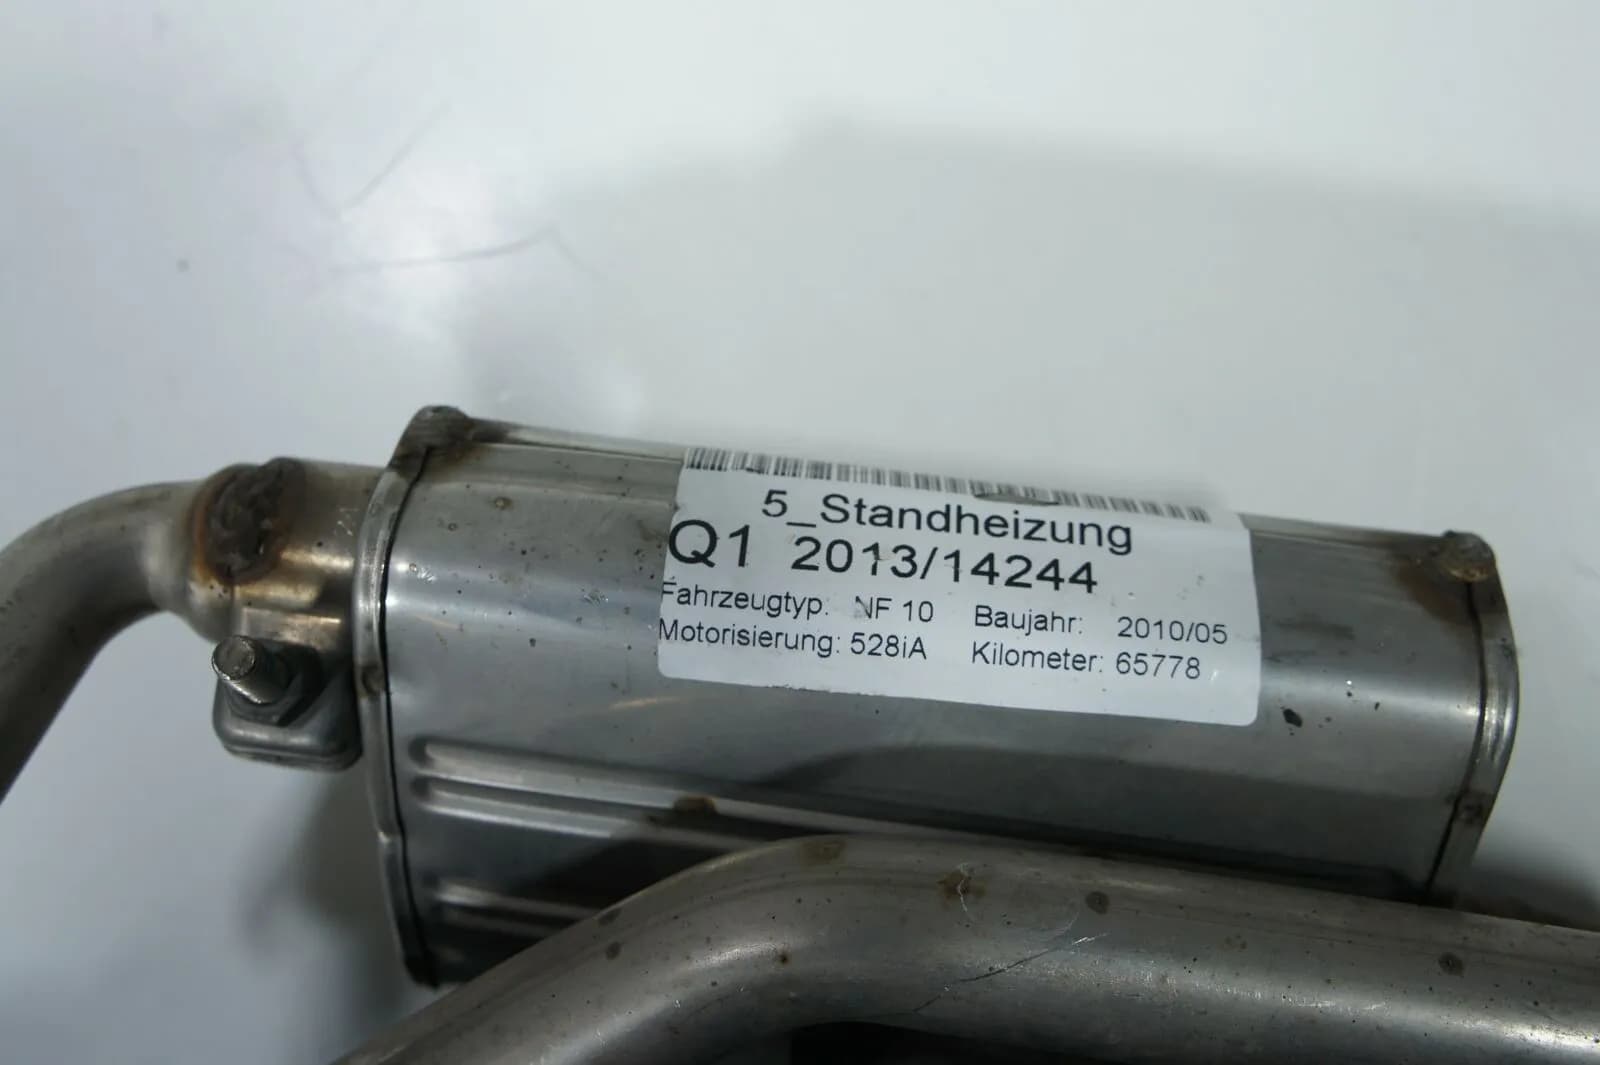 5_Standheizung
Q1 2013/14244
Fahrzeugtyp: NF 10 Baujahr: 2010/05
Motorisierung: 528iA Kilometer: 65778